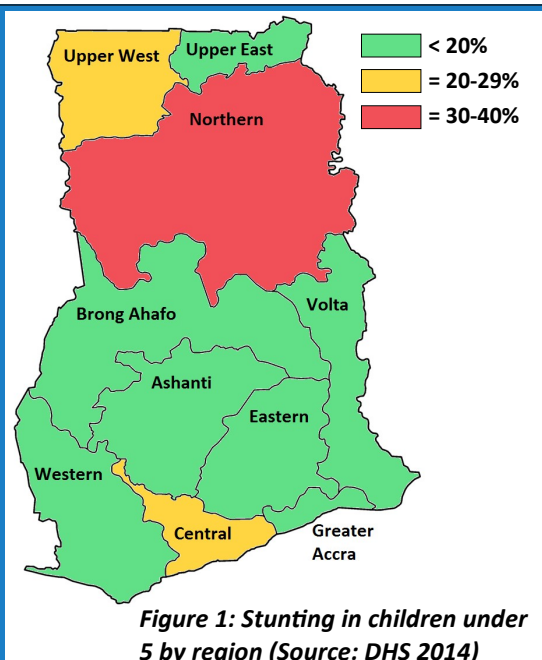 Upper West
Upper East
< 20%
= 20-29%
= 30-40%
Northern
Volta
Brong Ahafo
Ashanti
Eastern
Western
Central
Greater
Accra
Figure 1: Stunting in children under
5 by region (Source: DHS 2014)